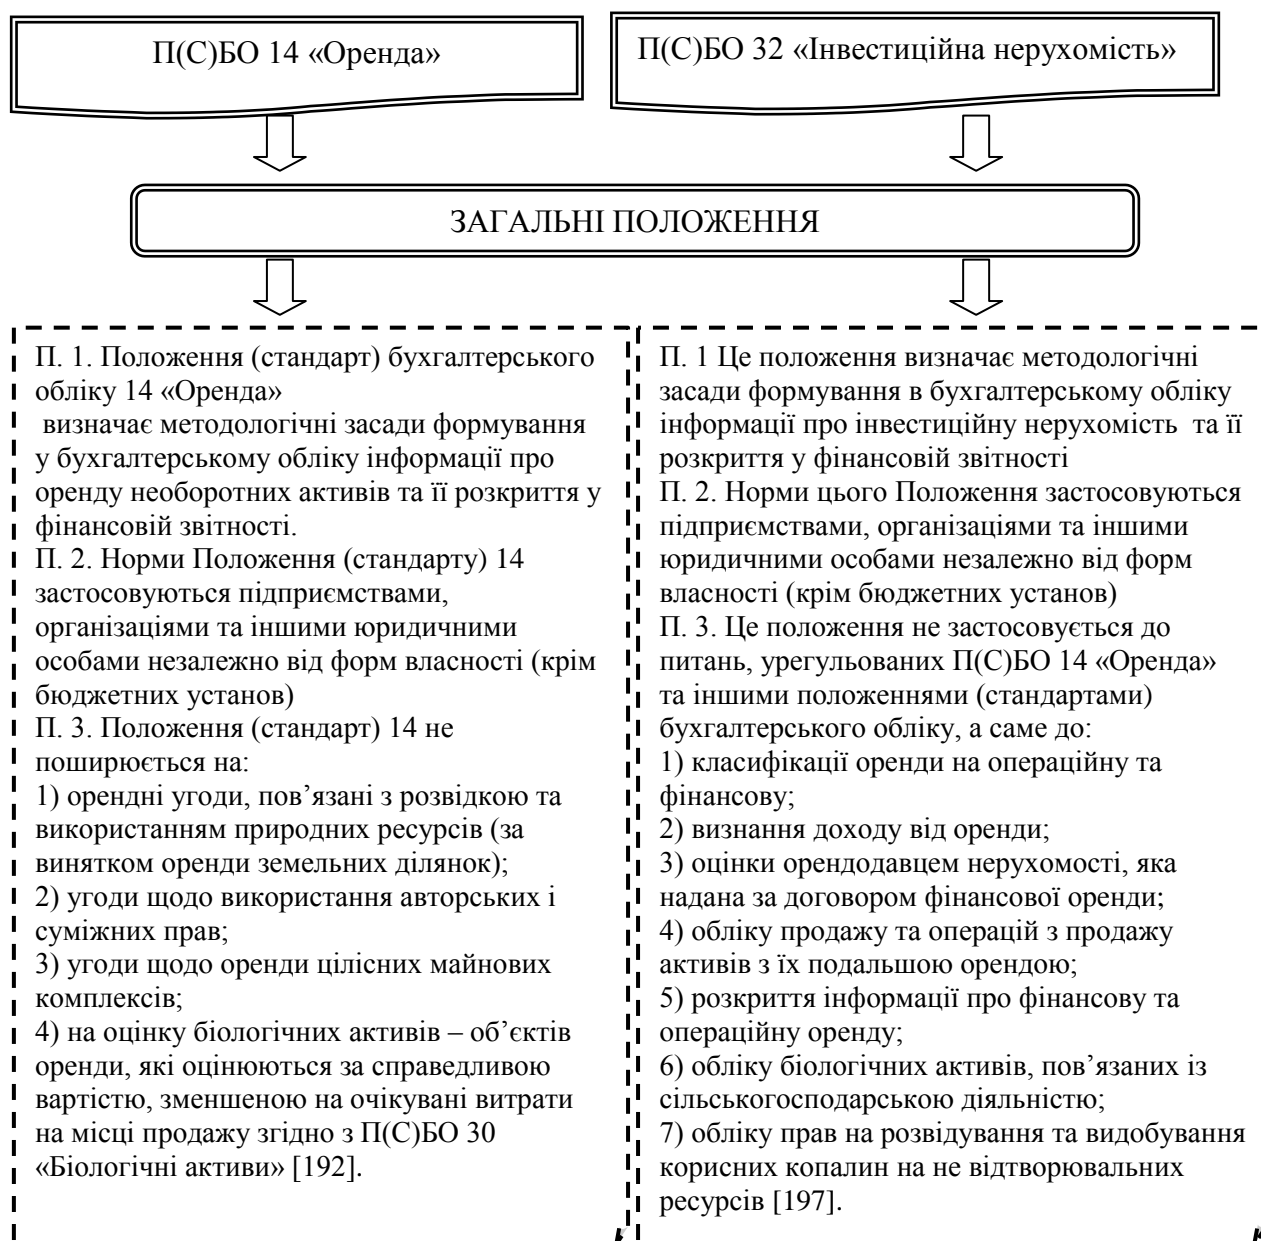 П(С)БО 14 «Оренда»
П(С)БО 32 «Інвестиційна нерухомість»
ЗАГАЛЬНІ ПОЛОЖЕННЯ
П. 1. Положення (стандарт) бухгалтерського
обліку 14 «Оренда»
визначає методологічні засади формування
у бухгалтерському обліку інформації про
оренду необоротних активів та її розкриття у
фінансовій звітності.
П. 2. Норми Положення (стандарту) 14
застосовуються підприємствами,
організаціями та іншими юридичними
особами незалежно від форм власності (крім
бюджетних установ)
П. 3. Положення (стандарт) 14 не
поширюється на:
1) орендні угоди, пов’язані з розвідкою та
використанням природних ресурсів (за
винятком оренди земельних ділянок);
2) угоди щодо використання авторських і
суміжних прав;
3) угоди щодо оренди цілісних майнових
комплексів;
4) на оцінку біологічних активів – об’єктів
оренди, які оцінюються за справедливою
вартістю, зменшеною на очікувані витрати
на місці продажу згідно з П(С)БО 30
«Біологічні активи» [192].
П. 1 Це положення визначає методологічні
засади формування в бухгалтерському обліку
інформації про інвестиційну нерухомість та її
розкриття у фінансовій звітності
П. 2. Норми цього Положення застосовуються
підприємствами, організаціями та іншими
юридичними особами незалежно від форм
власності (крім бюджетних установ)
П. 3. Це положення не застосовується до
питань, урегульованих П(С)БО 14 «Оренда»
та іншими положеннями (стандартами)
бухгалтерського обліку, а саме до:
1) класифікації оренди на операційну та
фінансову;
2) визнання доходу від оренди;
3) оцінки орендодавцем нерухомості, яка
надана за договором фінансової оренди;
4) обліку продажу та операцій з продажу
активів з їх подальшою орендою;
5) розкриття інформації про фінансову та
операційну оренду;
6) обліку біологічних активів, пов’язаних із
сільськогосподарською діяльністю;
7) обліку прав на розвідування та видобування
корисних копалин на не відтворювальних
ресурсів [197].